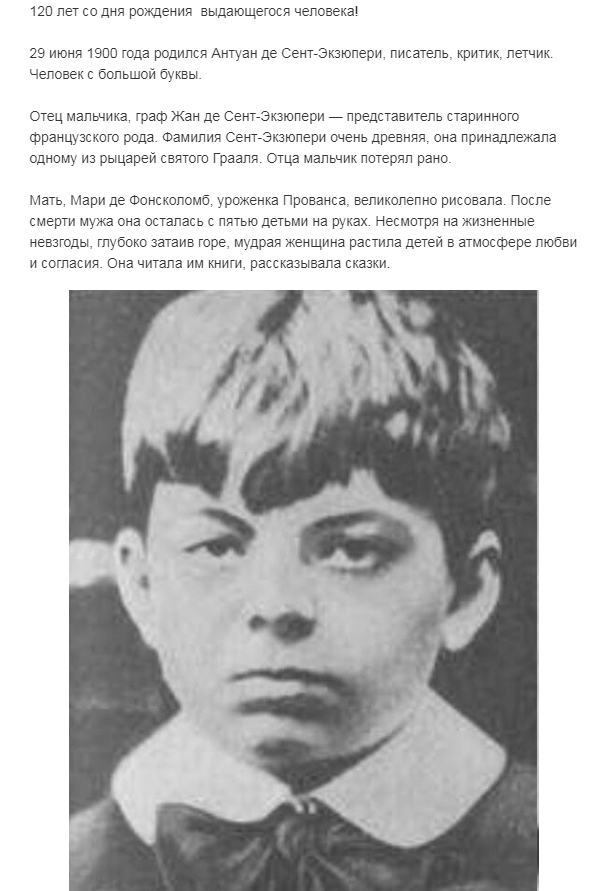 120 лет со дня рождения  выдающегося человека!
29 июня 1900 года родился Антуан де Сент-Экзюпери, писатель, критик, летчик.
Человек с большой буквы.
Отец мальчика, граф Жан де Сент-Экзюпери — представитель старинного
французского рода. Фамилия Сент-Экзюпери очень древняя, она принадлежала
одному из рыцарей святого Грааля. Отца мальчик потерял рано.
Мать, Мари де Фонсколомб, уроженка Прованса, великолепно рисовала. После
смерти мужа она осталась с пятью детьми на руках. Несмотря на жизненные
невзгоды, глубоко затаив горе, мудрая женщина растила детей в атмосфере любви
и согласия. Она читала им книги, рассказывала сказки.